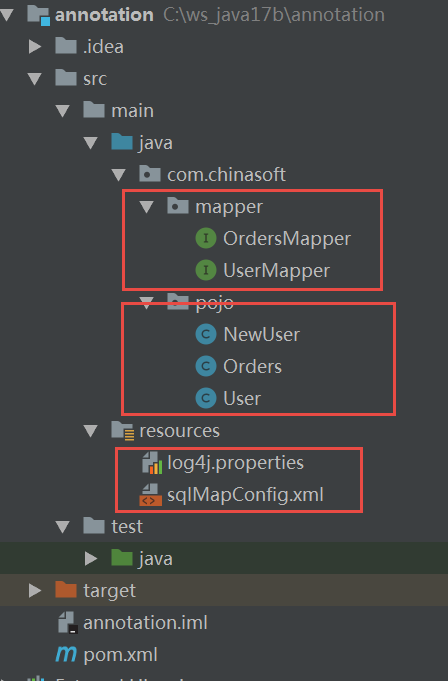 annotation C:\ws_java17b\annotation
.idea
src
main
java
com.chinasoft
mapper
OrdersMapper
UserMapper
pojo
NewUser
Orders
User
resources
log4j.properties
sqlMapConfig.xml
test
java
target
annotation.iml
pom.xml